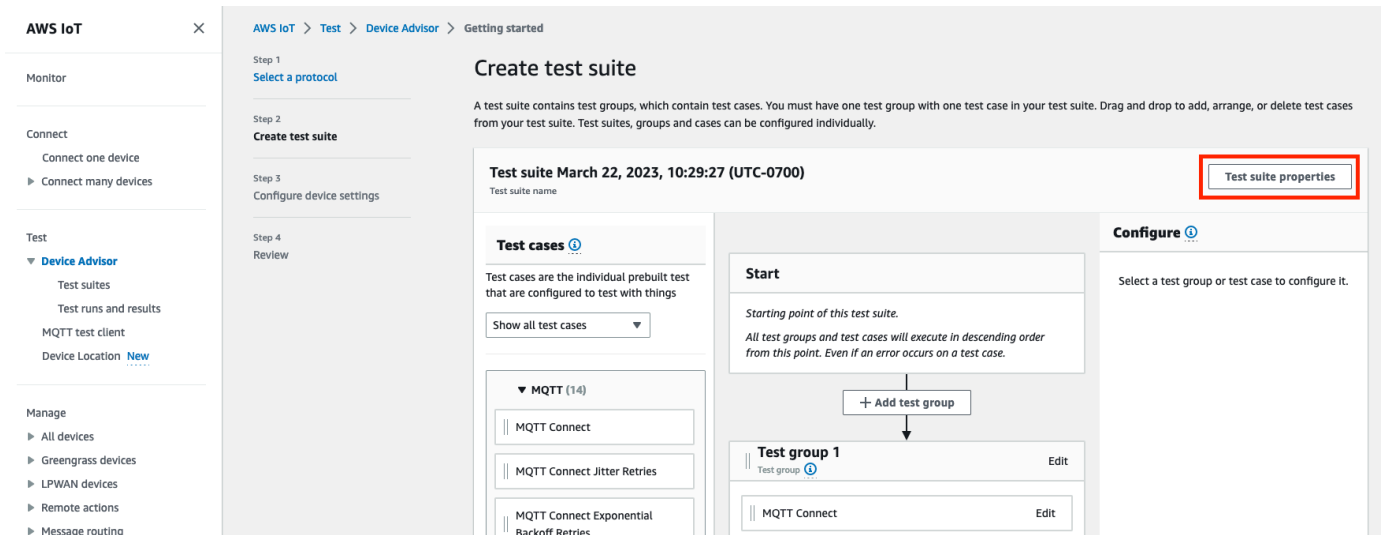 AWS IoT
Monitor
Connect
Connect one device
Connect many devices
Test
Device Advisor
Test suites
Test runs and results
MQTT test client
Device Location New
Manage
All devices
Greengrass devices
LPWAN devices
Remote actions
Message routing
AWS IoT > Test > Device Advisor > Getting started
Step 1
Select a protocol
Step 2
Create test suite
Step 3
Configure device settings
Step 4
Review
Create test suite
A test suite contains test groups, which contain test cases. You must have one test group with one test case in your test suite. Drag and drop to add, arrange, or delete test cases
from your test suite. Test suites, groups and cases can be configured individually.
Test suite March 22, 2023, 10:29:27 (UTC-0700)
Test suite name
Test suite properties
Test cases
Test cases are the individual prebuilt test
that are configured to test with things
Show all test cases
MQTT (14)
MQTT Connect
MQTT Connect Jitter Retries
MQTT Connect Exponential
Backoff Retries
Start
Starting point of this test suite.
All test groups and test cases will execute in descending order
from this point. Even if an error occurs on a test case.
+ Add test group
Test group 1
Test group
Edit
MQTT Connect
Edit
Configure
Select a test group or test case to configure it.